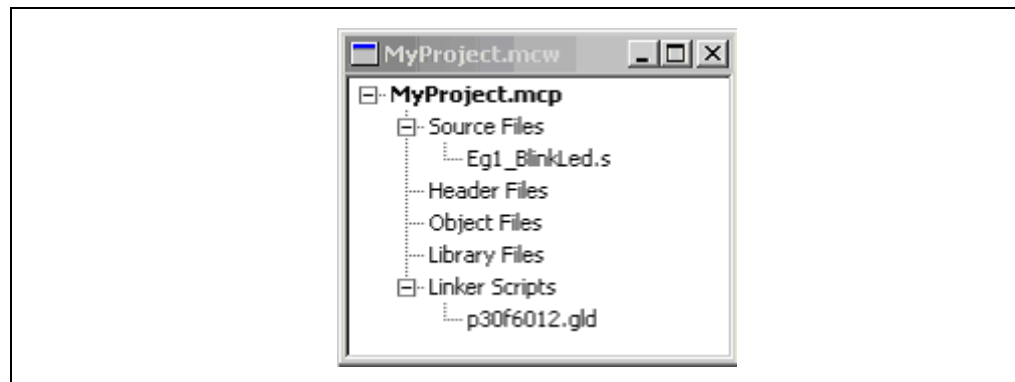 MyProject.mcw
MyProject.mcp
Source Files
Eg1_BlinkLed.s
Header Files
Object Files
Library Files
Linker Scripts
p30f6012.gld